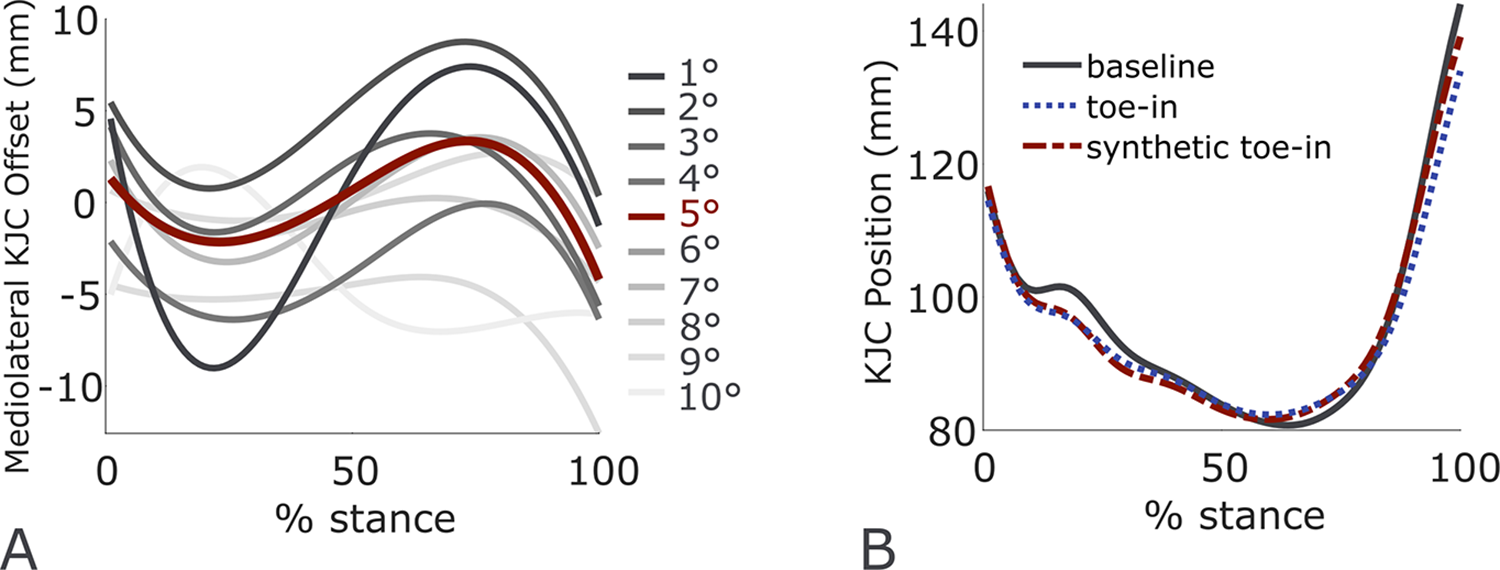 Mediolateral KJC Offset (mm)
10
5
0
-5
-10
0
50
100
% stance
1°
2°
3°
4°
5°
6°
7°
8°
9°
10°
A
KJC Position (mm)
140
120
100
80
0
50
100
% stance
baseline
toe-in
synthetic toe-in
B